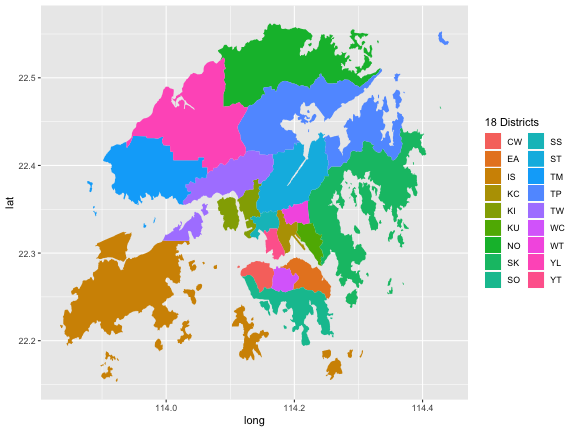 22.5
22.4
22.3
22.2
lat
114.0
114.2
114.4
long
18 Districts
CW
EA
IS
KC
KI
KU
NO
SK
SO
SS
ST
TM
TP
TW
WC
WT
YL
YT